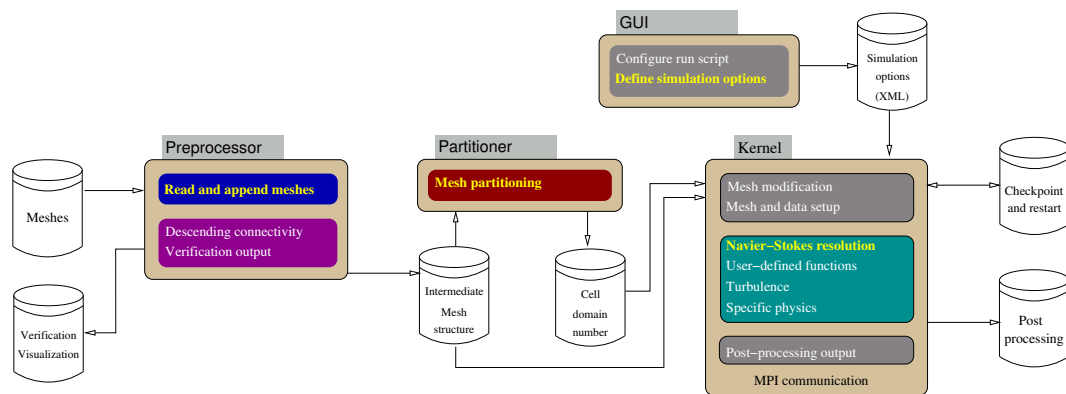 GUI
Configure run script
Define simulation options
Simulation
options
(XML)
Preprocessor
Read and append meshes
Descending connectivity
Verification output
Meshes
Verification
Visualization
Partitioner
Mesh partitioning
Intermediate
Mesh
structure
Cell
domain
number
Kernel
Mesh modification
Mesh and data setup
Navier−Stokes resolution
User−defined functions
Turbulence
Specific physics
Post−processing output
MPI communication
Checkpoint
and restart
Post
processing